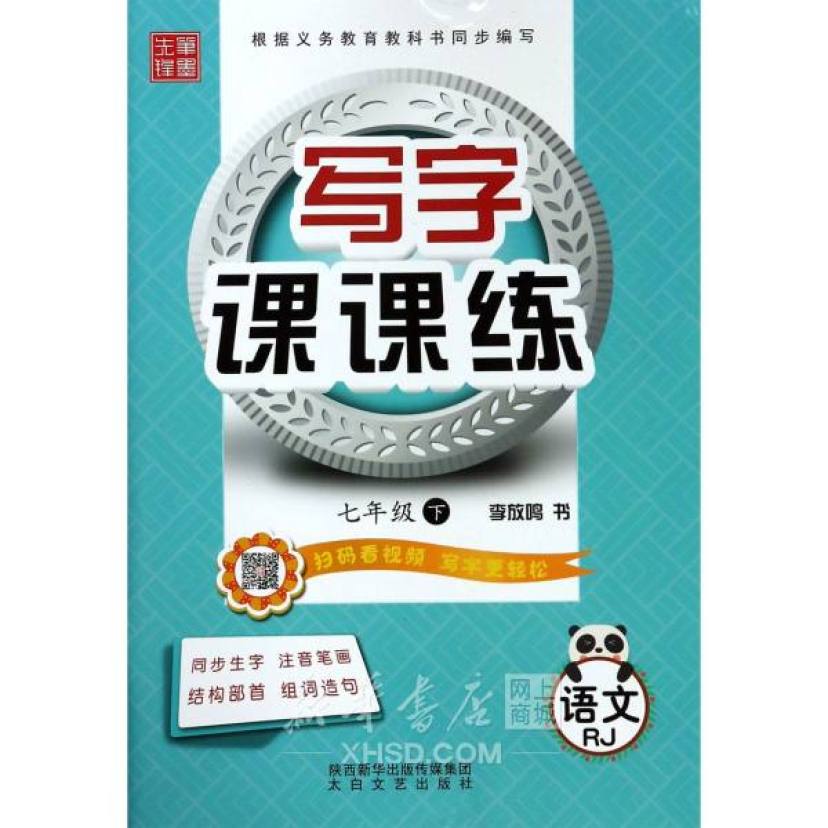 筆墨
先鋒
根据义务教育教科书同步编写
写字
课课练
七年级 下 李放鸣 书
扫码看视频 写字更轻松
同步生字 注音笔画
结构部首 组词造句
新华书店
网上
商城
XHSD.COM
语文
RJ
陕西新华出版传媒集团
太白文艺出版社